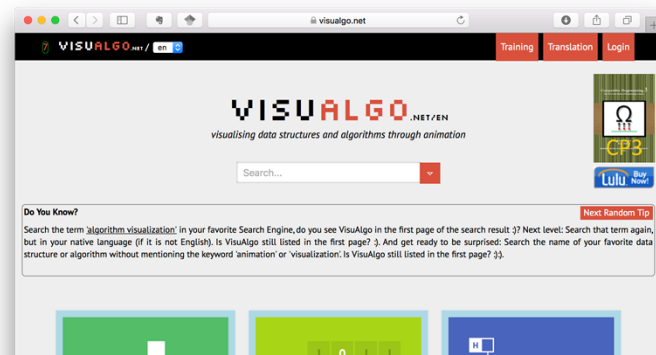 visualgo.net
7 VISUALGO.NET/ en
Training Translation Login
VISUALGO.NET/EN
visualising data structures and algorithms through animation
Search...
CP3
Lulu Buy Now!
Do You Know?
Next Random Tip
Search the term 'algorithm visualization' in your favorite Search Engine, do you see VisuAlgo in the first page of the search result :)? Next level: Search that term again,
but in your native language (if it is not English). Is VisuAlgo still listed in the first page? :). And get ready to be surprised: Search the name of your favorite data
structure or algorithm without mentioning the keyword 'animation' or 'visualization'. Is VisuAlgo still listed in the first page? :):).
0
H